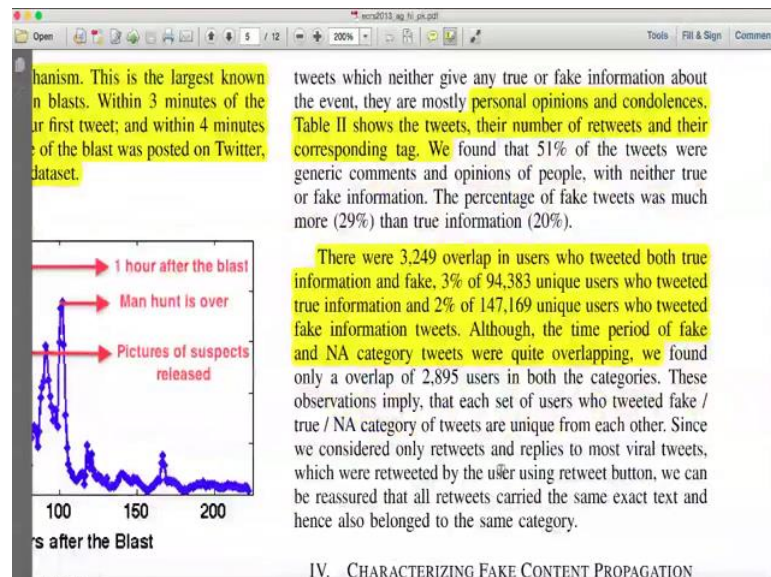 ecrs2013_ag_hl_pk.pdf
Open
5 / 12
200%
Tools Fill & Sign Commen
hanism. This is the largest known
n blasts. Within 3 minutes of the
ur first tweet; and within 4 minutes
e of the blast was posted on Twitter,
dataset.
1 hour after the blast
Man hunt is over
Pictures of suspects
released
100 150 200
rs after the Blast
tweets which neither give any true or fake information about
the event, they are mostly personal opinions and condolences.
Table II shows the tweets, their number of retweets and their
corresponding tag. We found that 51% of the tweets were
generic comments and opinions of people, with neither true
or fake information. The percentage of fake tweets was much
more (29%) than true information (20%).
There were 3,249 overlap in users who tweeted both true
information and fake, 3% of 94,383 unique users who tweeted
true information and 2% of 147,169 unique users who tweeted
fake information tweets. Although, the time period of fake
and NA category tweets were quite overlapping, we found
only a overlap of 2,895 users in both the categories. These
observations imply, that each set of users who tweeted fake /
true / NA category of tweets are unique from each other. Since
we considered only retweets and replies to most viral tweets,
which were retweeted by the user using retweet button, we can
be reassured that all retweets carried the same exact text and
hence also belonged to the same category.
IV. CHARACTERIZING FAKE CONTENT PROPAGATION